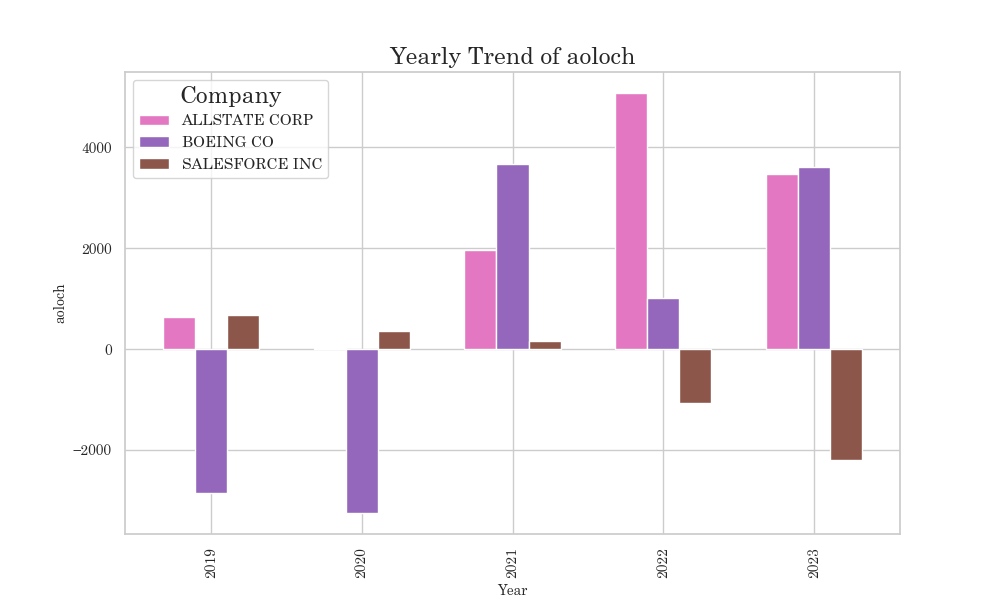 Yearly Trend of aoloch
Company
ALLSTATE CORP
BOEING CO
SALESFORCE INC
4000
2000
0
−2000
aoloch
2019
2020
2021
2022
2023
Year